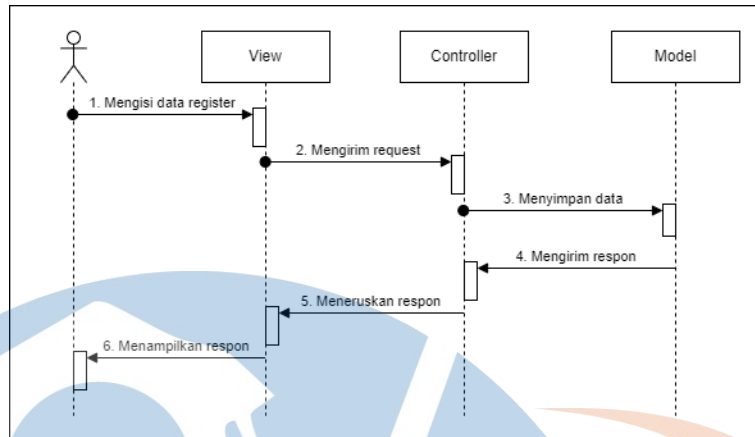 View
Controller
Model
1. Mengisi data register
2. Mengirim request
3. Menyimpan data
4. Mengirim respon
5. Meneruskan respon
6. Menampilkan respon